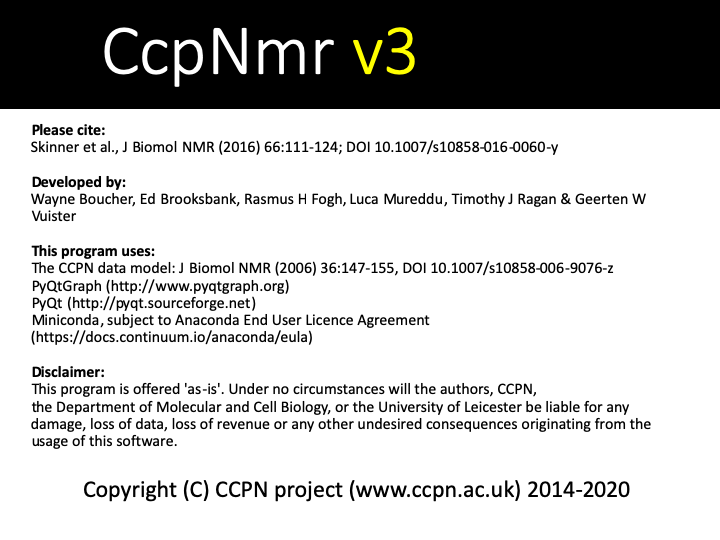 CcpNmr v3
Please cite:
Skinner et al., J Biomol NMR (2016) 66:111-124; DOI 10.1007/s10858-016-0060-y
Developed by:
Wayne Boucher, Ed Brooksbank, Rasmus H Fogh, Luca Mureddu, Timothy J Ragan & Geerten W
Vuister
This program uses:
The CCPN data model: J Biomol NMR (2006) 36:147-155, DOI 10.1007/s10858-006-9076-z
PyQtGraph (http://www.pyqtgraph.org)
PyQt (http://pyqt.sourceforge.net)
Miniconda, subject to Anaconda End User Licence Agreement
(https://docs.continuum.io/anaconda/eula)
Disclaimer:
This program is offered 'as-is'. Under no circumstances will the authors, CCPN,
the Department of Molecular and Cell Biology, or the University of Leicester be liable for any
damage, loss of data, loss of revenue or any other undesired consequences originating from the
usage of this software.
Copyright (C) CCPN project (www.ccpn.ac.uk) 2014-2020